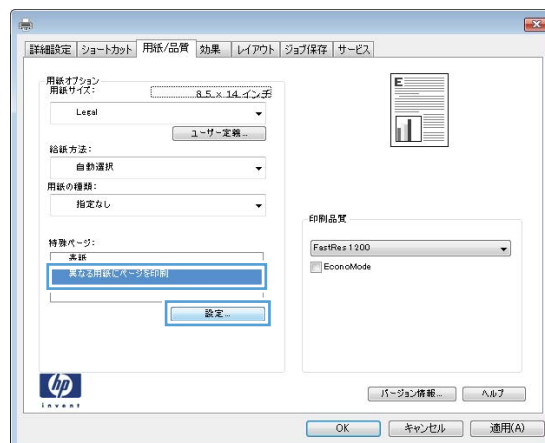 詳細設定 ショートカット 用紙/品質 効果 レイアウト ジョブ保存 サービス
用紙オプション
用紙サイズ: 8.5 × 14 インチ
Legal
ユーザー定義...
給紙方法:
自動選択
用紙の種類:
指定なし
特殊ページ:
表紙
異なる用紙にページを印刷
設定...
E
印刷品質
FastRes 1200
EconoMode
hp
invent
バージョン情報... ヘルプ
OK キャンセル 適用(A)